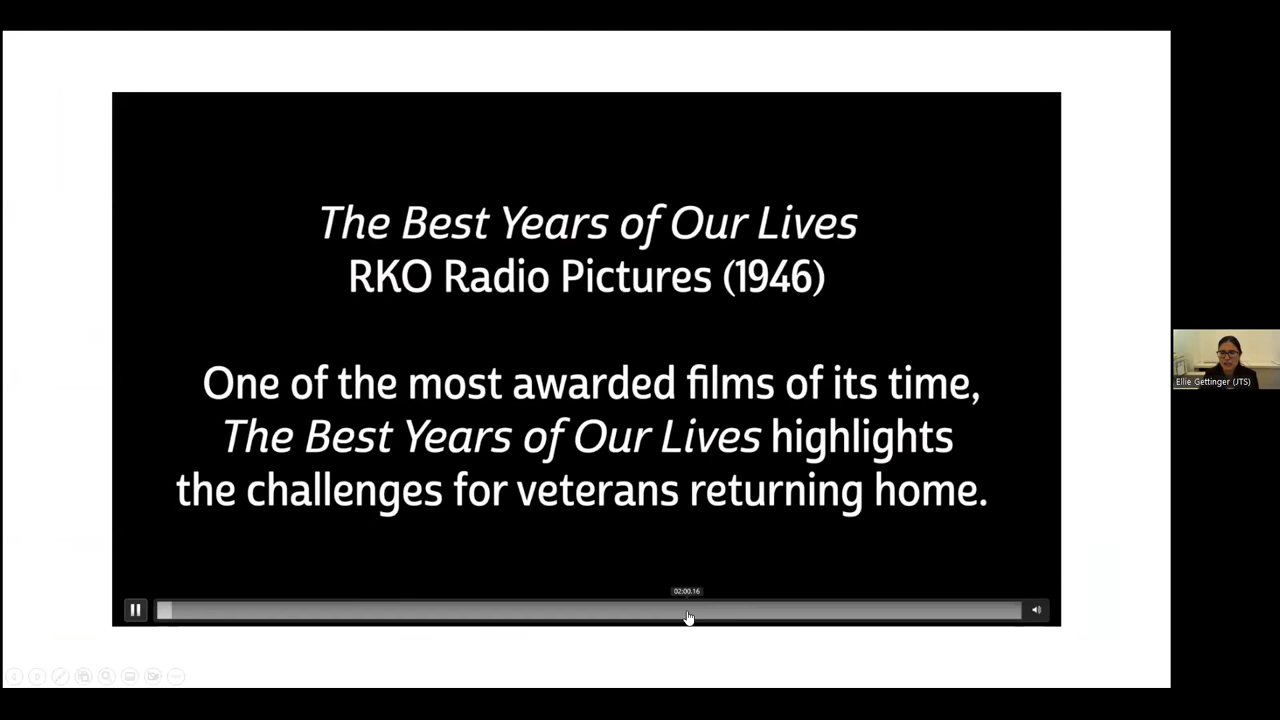 The Best Years of Our Lives
RKO Radio Pictures (1946)
One of the most awarded films of its time,
The Best Years of Our Lives highlights
the challenges for veterans returning home.
02:00.16
Ellie Gettinger (JTS)